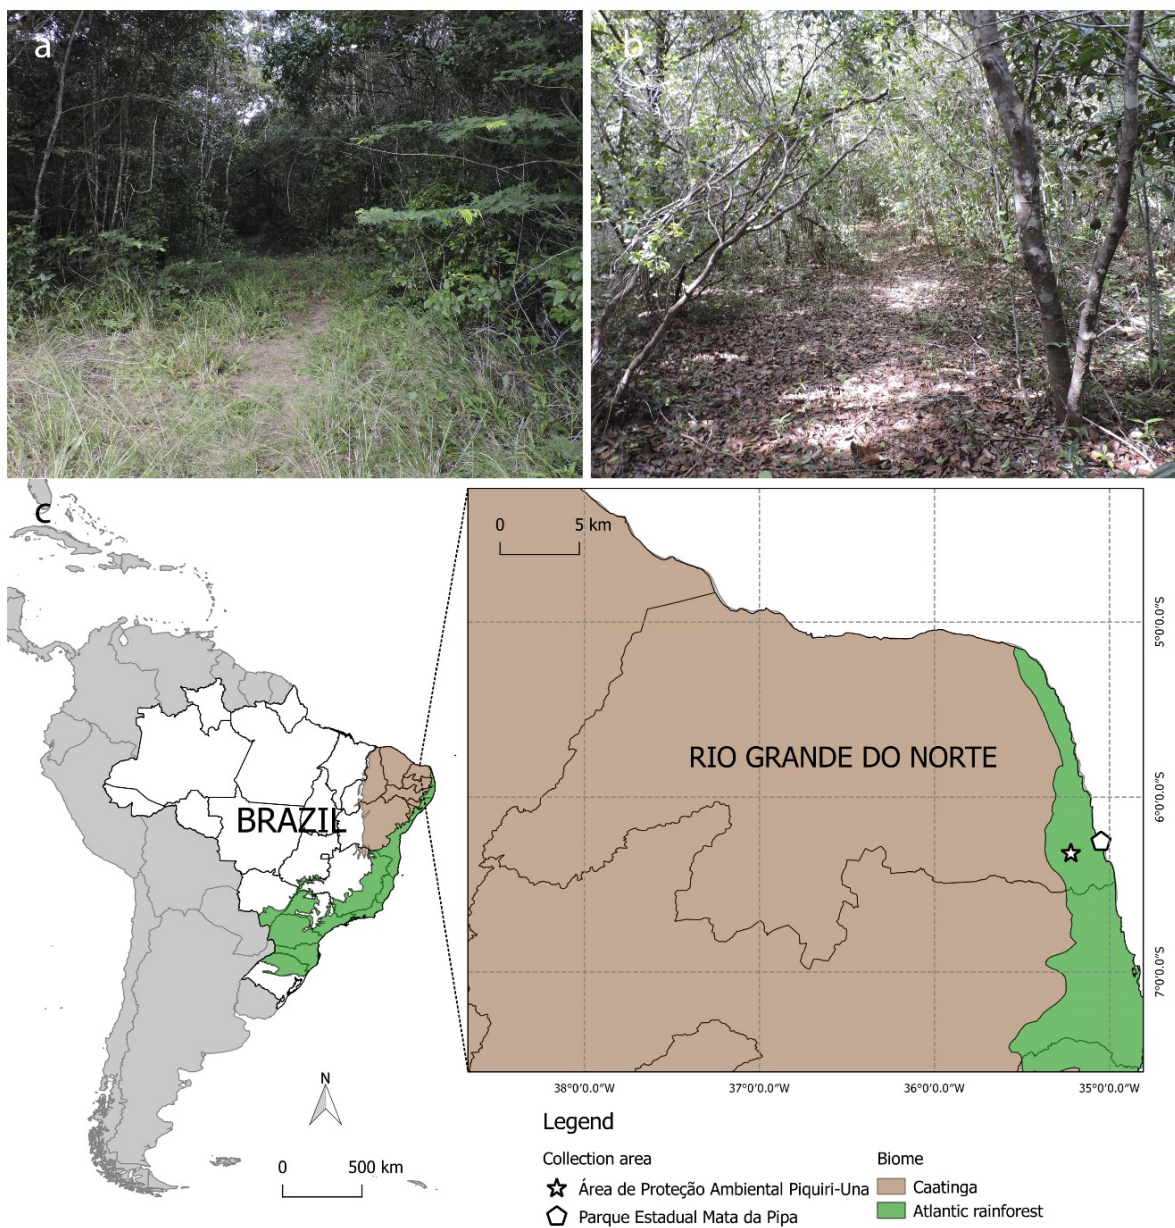 a
b
c
0 5 km
5°0'0.0"S
RIO GRANDE DO NORTE
6°0'0.0"S
BRAZIL
7°0'0.0"S
38°0'0.0"W 37°0'0.0"W 36°0'0.0"W 35°0'0.0"W
N
0 500 km
Legend
Collection area
Área de Proteção Ambiental Piquiri-Una
Parque Estadual Mata da Pipa
Biome
Caatinga
Atlantic rainforest